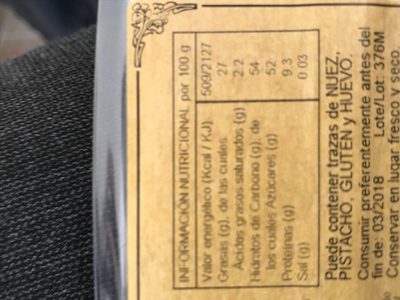 INFORMACIÓN NUTRICIONAL por 100 g
Valor energético (Kcal / KJ) 509/2127
Grasas (g), de las cuales 27
Ácidos grasos saturados (g) 2.2
Hidratos de Carbono (g), de 54
los cuales Azúcares (g) 52
Proteínas (g) 9.3
Sal (g) 0.03
Puede contener trazas de NUEZ,
PISTACHO, GLUTEN y HUEVO.
Consumir preferentemente antes del
fin de: 03/2018 Lote/Lot: 376M
Conservar en lugar fresco y seco.